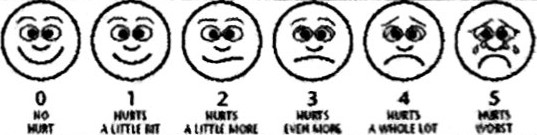 0 1 2 3 4 5
NO HURTS HURTS HURTS HURTS HURTS
HURT A LITTLE BIT A LITTLE MORE EVEN MORE A WHOLE LOT WORST